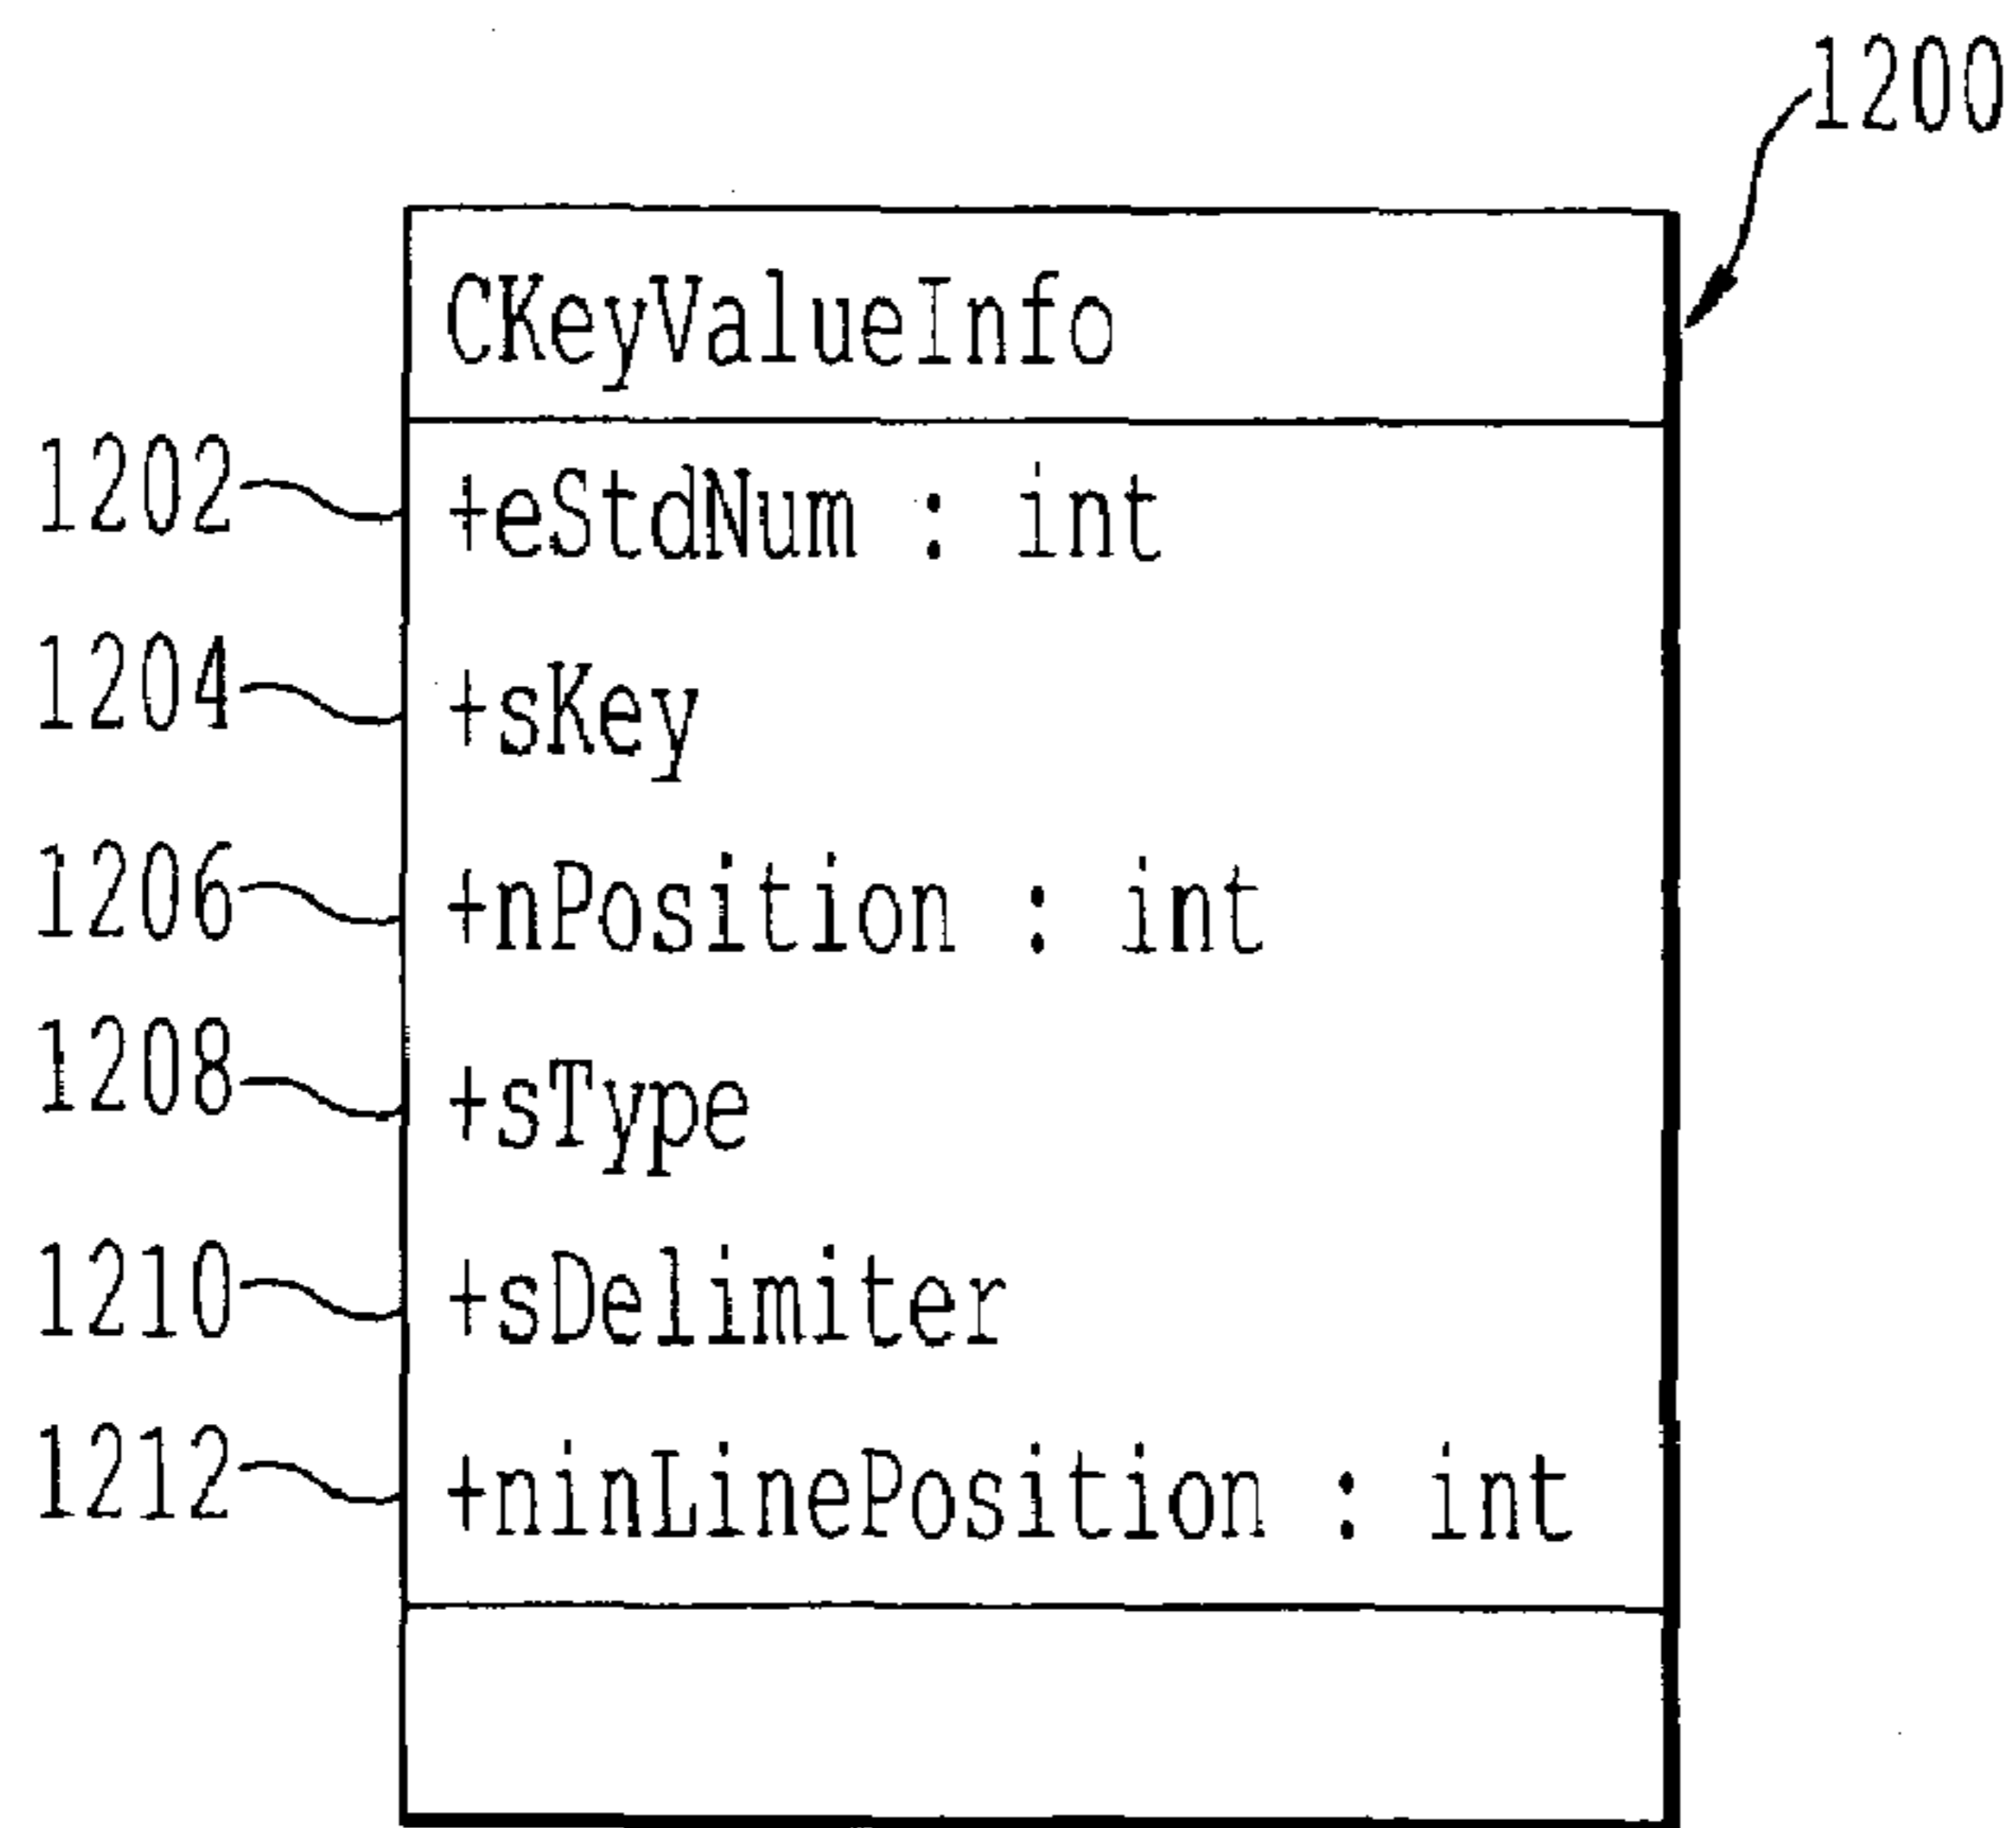 1200
CKeyValueInfo
1202 +eStdNum : int
1204 +sKey
1206 +nPosition : int
1208 +sType
1210 +sDelimiter
1212 +ninLinePosition : int